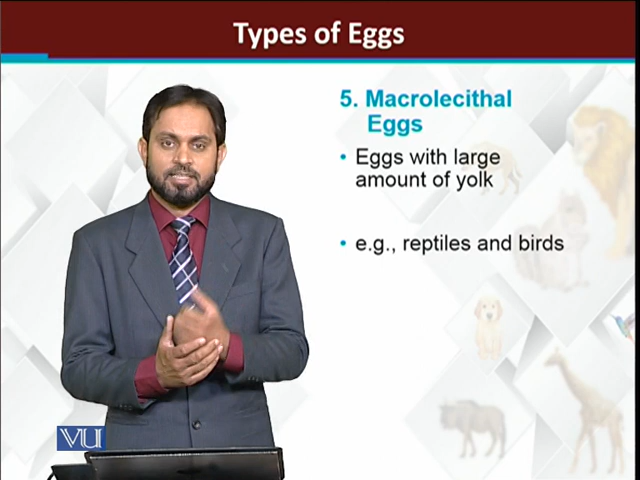 Types of Eggs
5. Macrolecithal
Eggs
• Eggs with large
amount of yolk
• e.g., reptiles and birds
VU